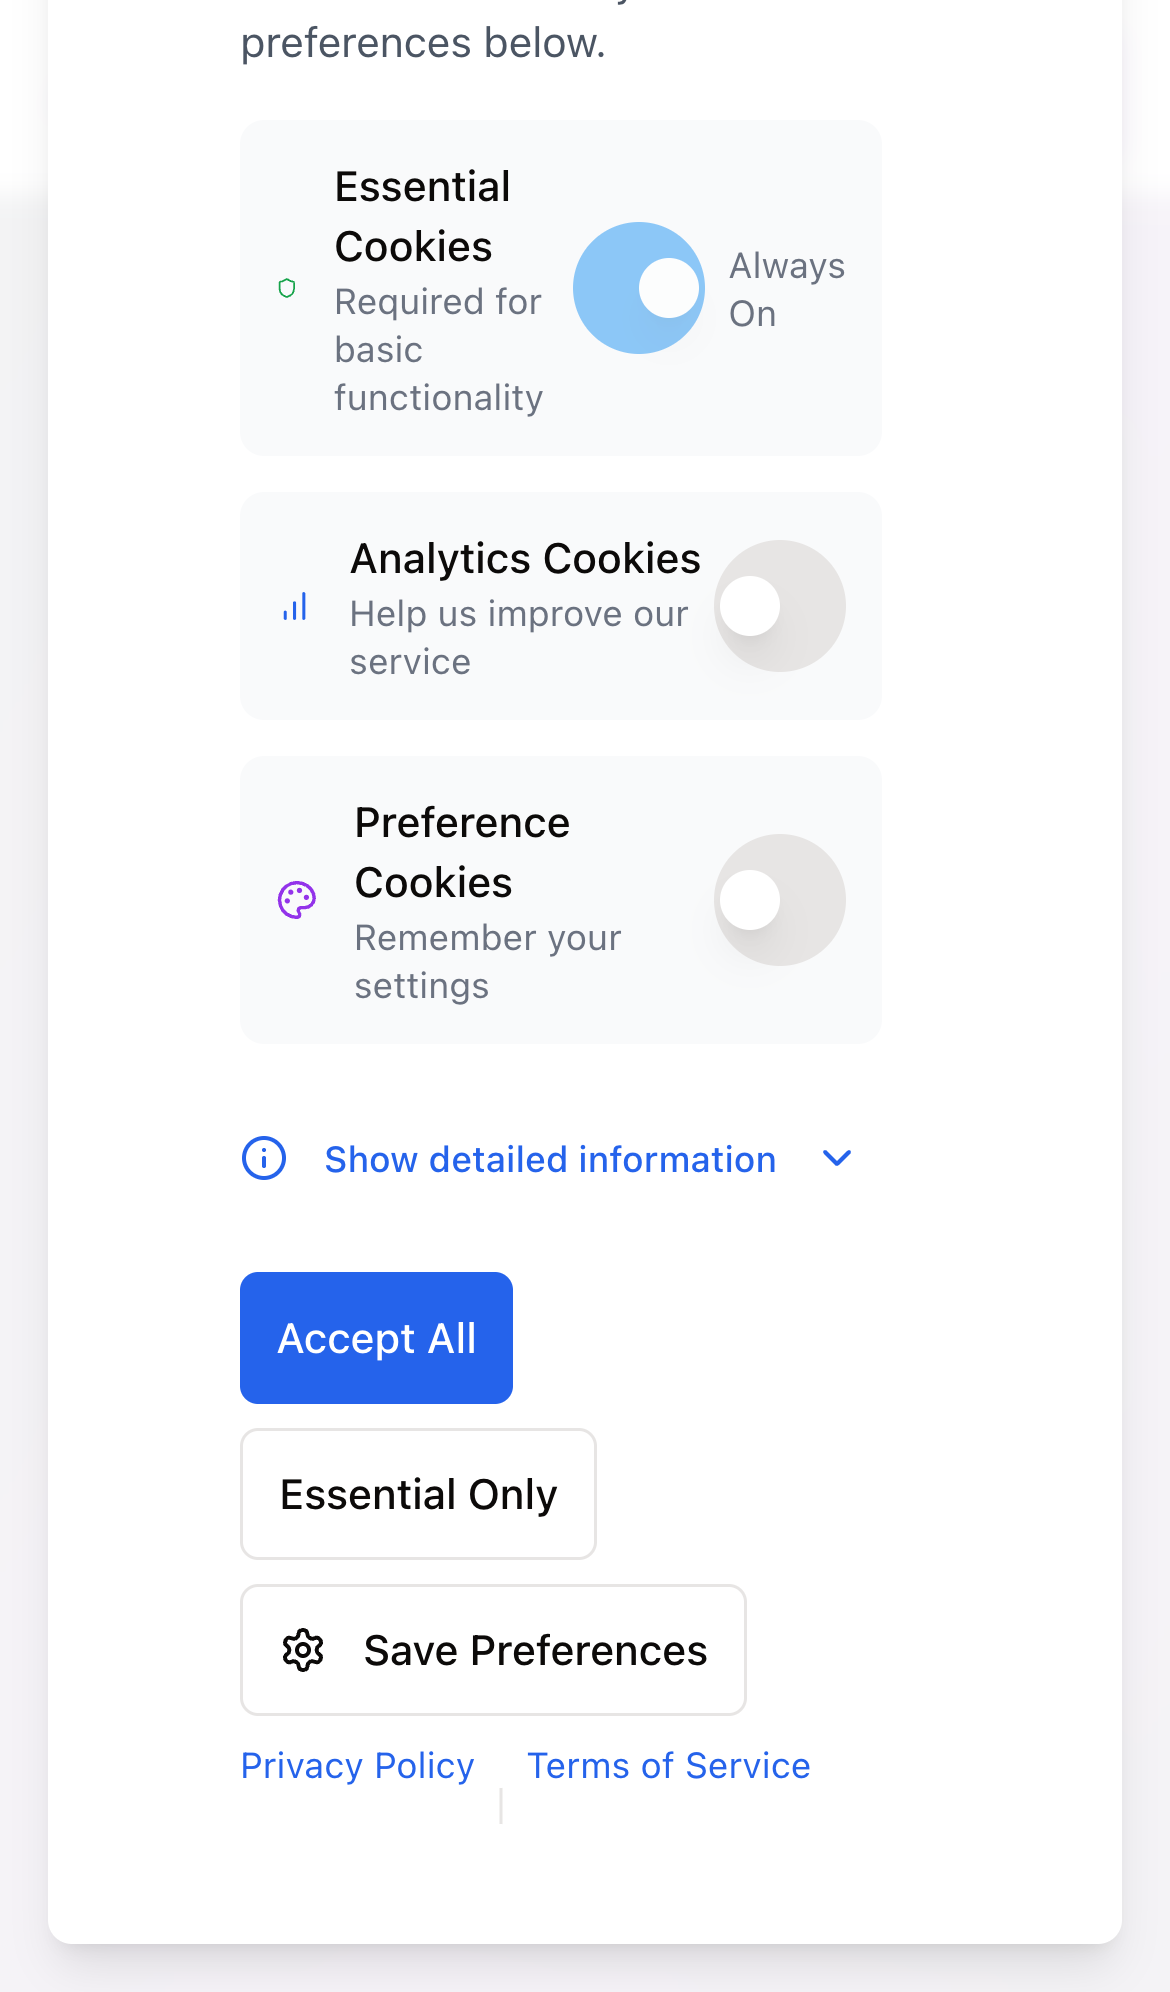 preferences below.
Essential
Cookies
Required for
basic
functionality
Always
On
Analytics Cookies
Help us improve our
service
Preference
Cookies
Remember your
settings
Show detailed information
Accept All
Essential Only
Save Preferences
Privacy Policy
Terms of Service